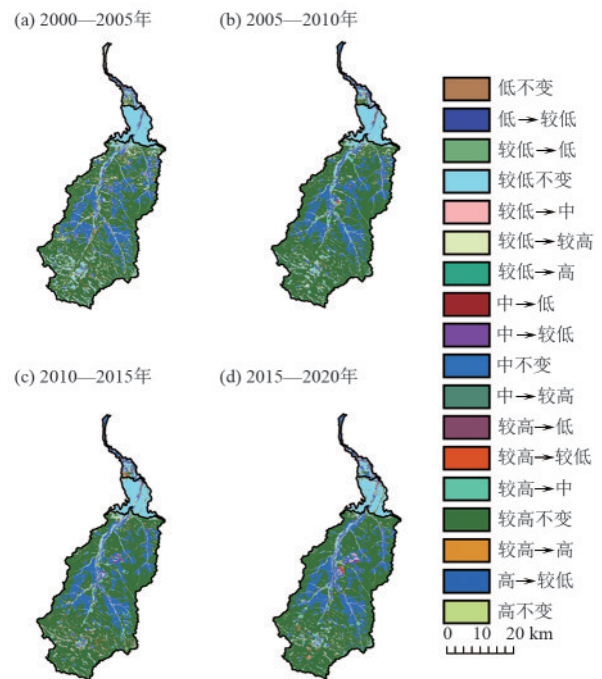 (a) 2000—2005年
(b) 2005—2010年
(c) 2010—2015年
(d) 2015—2020年
低不变
低→较低
较低→低
较低不变
较低→中
较低→较高
较低→高
中→低
中→较低
中不变
中→较高
较高→低
较高→较低
较高→中
较高不变
较高→高
高→较低
高不变
0 10 20 km